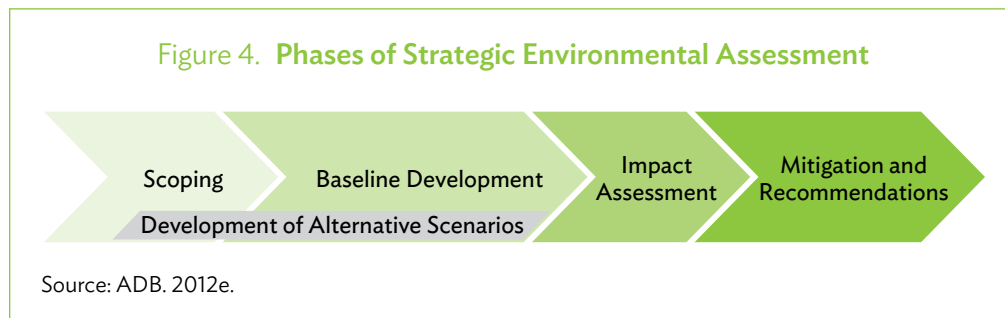 Figure 4. Phases of Strategic Environmental Assessment
Scoping
Baseline Development
Impact
Assessment
Mitigation and
Recommendations
Development of Alternative Scenarios
Source: ADB. 2012e.